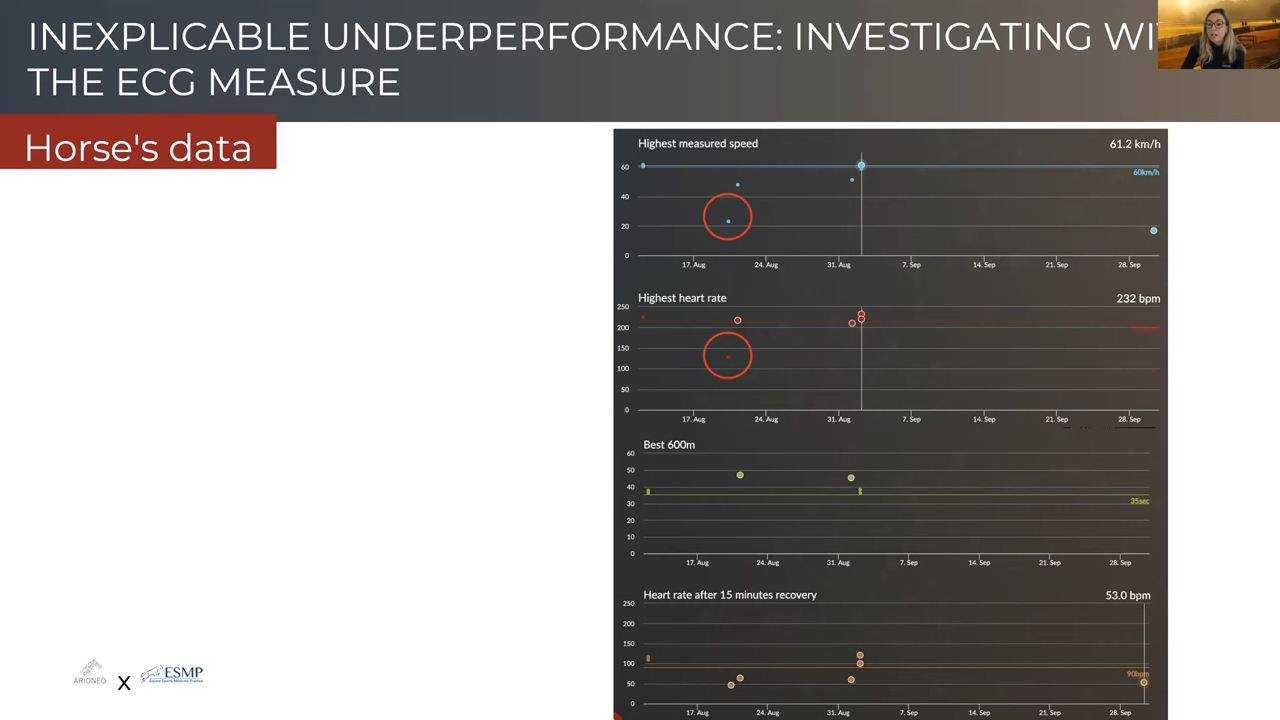 INEXPLICABLE UNDERPERFORMANCE: INVESTIGATING WI
THE ECG MEASURE
Horse's data
Highest measured speed
61.2 km/h
60
60km/h
40
20
0
17. Aug 24. Aug 31. Aug 7. Sep 14. Sep 21. Sep 28. Sep
Highest heart rate
232 bpm
250
200
150
100
50
0
17. Aug 24. Aug 31. Aug 7. Sep 14. Sep 21. Sep 28. Sep
Best 600m
60
50
40
35sec
30
20
10
0
17. Aug 24. Aug 31. Aug 7. Sep 14. Sep 21. Sep 28. Sep
Heart rate after 15 minutes recovery
53.0 bpm
250
200
150
100
90bpm
50
0
17. Aug 24. Aug 31. Aug 7. Sep 14. Sep 21. Sep 28. Sep
ARIONEO
X
ESMP
Equine Sports Medicine Practice